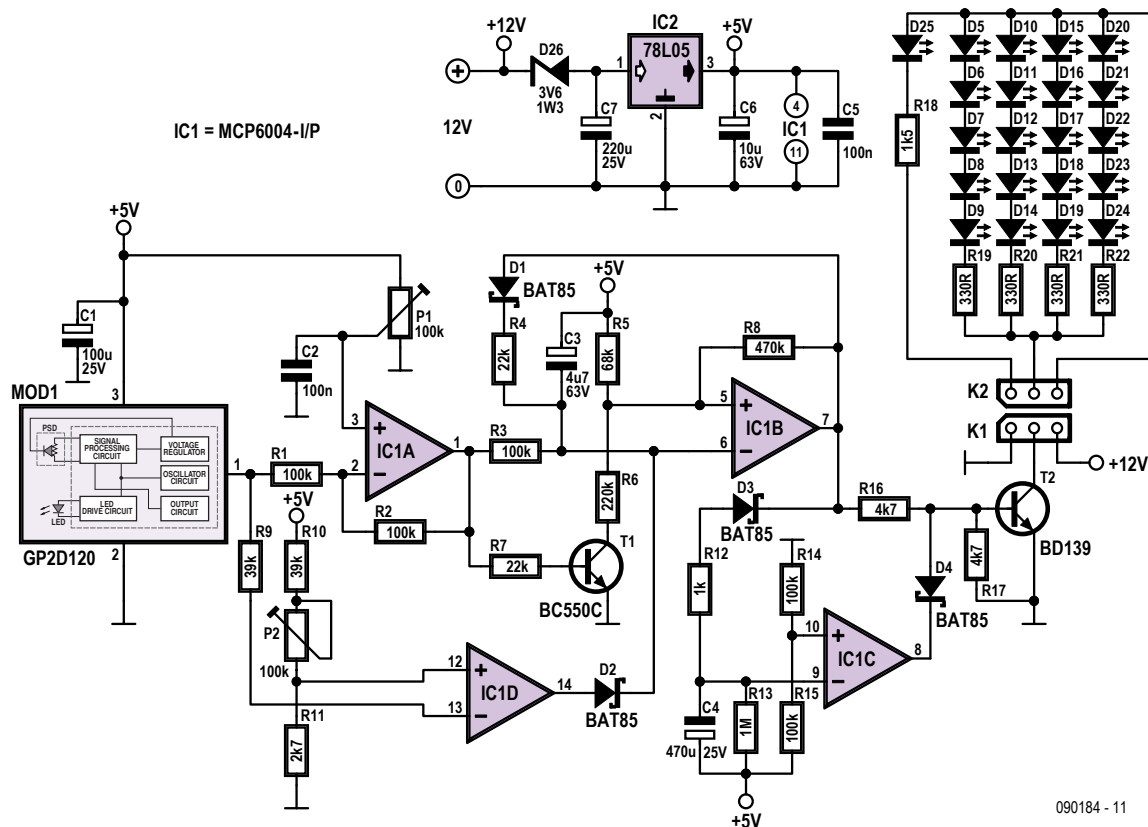 IC1 = MCP6004-I/P
+12V
12V
0
D26
3V6
1W3
C7
220u
25V
IC2
78L05
1
3
2
+5V
C6
10u
63V
4
IC1
11
C5
100n
D25
R18
1k5
D5
D6
D7
D8
D9
R19
330R
D10
D11
D12
D13
D14
R20
330R
D15
D16
D17
D18
D19
R21
330R
D20
D21
D22
D23
D24
R22
330R
K2
K1
+12V
+5V
C1
100u
25V
MOD1
3
PSD
SIGNAL
PROCESSING
CIRCUIT
VOLTAGE
REGULATOR
OSCILLATOR
CIRCUIT
LED
DRIVE CIRCUIT
OUTPUT
CIRCUIT
LED
1
2
GP2D120
P1
100k
C2
100n
R1
100k
3
2
IC1A
1
R2
100k
R9
39k
+5V
R10
39k
P2
100k
R11
2k7
D1
BAT85
R4
22k
C3
4u7
63V
+5V
R5
68k
R3
100k
R6
220k
R7
22k
T1
BC550C
R8
470k
5
6
IC1B
7
12
13
IC1D
14
D2
BAT85
D3
BAT85
R12
1k
R14
100k
R16
4k7
T2
BD139
D4
BAT85
4k7
R17
10
9
IC1C
8
C4
470u
25V
R13
1M
R15
100k
+5V
090184 - 11